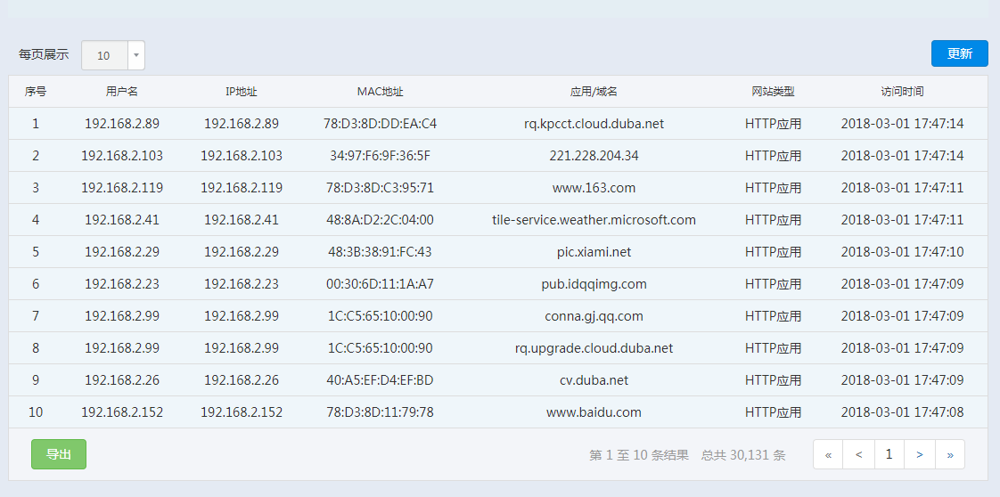 每页展示 10 更新
序号 用户名 IP地址 MAC地址 应用/域名 网站类型 访问时间
1 192.168.2.89 192.168.2.89 78:D3:8D:DD:EA:C4 rq.kpcct.cloud.duba.net HTTP应用 2018-03-01 17:47:14
2 192.168.2.103 192.168.2.103 34:97:F6:9F:36:5F 221.228.204.34 HTTP应用 2018-03-01 17:47:14
3 192.168.2.119 192.168.2.119 78:D3:8D:C3:95:71 www.163.com HTTP应用 2018-03-01 17:47:11
4 192.168.2.41 192.168.2.41 48:8A:D2:2C:04:00 tile-service.weather.microsoft.com HTTP应用 2018-03-01 17:47:11
5 192.168.2.29 192.168.2.29 48:3B:38:91:FC:43 pic.xiami.net HTTP应用 2018-03-01 17:47:10
6 192.168.2.23 192.168.2.23 00:30:6D:11:1A:A7 pub.idqqimg.com HTTP应用 2018-03-01 17:47:09
7 192.168.2.99 192.168.2.99 1C:C5:65:10:00:90 conna.gj.qq.com HTTP应用 2018-03-01 17:47:09
8 192.168.2.99 192.168.2.99 1C:C5:65:10:00:90 rq.upgrade.cloud.duba.net HTTP应用 2018-03-01 17:47:09
9 192.168.2.26 192.168.2.26 40:A5:EF:D4:EF:BD cv.duba.net HTTP应用 2018-03-01 17:47:09
10 192.168.2.152 192.168.2.152 78:D3:8D:11:79:78 www.baidu.com HTTP应用 2018-03-01 17:47:08
导出 第 1 至 10 条结果 总共 30,131 条 « < 1 > »